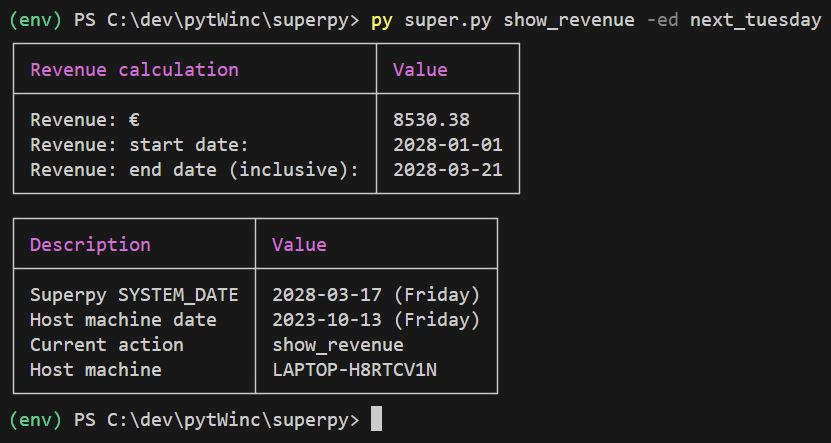 (env) PS C:\dev\pytWinc\superpy> py super.py show_revenue -ed next_tuesday
Revenue calculation Value
Revenue: € 8530.38
Revenue: start date: 2028-01-01
Revenue: end date (inclusive): 2028-03-21
Description Value
Superpy SYSTEM_DATE 2028-03-17 (Friday)
Host machine date 2023-10-13 (Friday)
Current action show_revenue
Host machine LAPTOP-H8RTCV1N
(env) PS C:\dev\pytWinc\superpy>